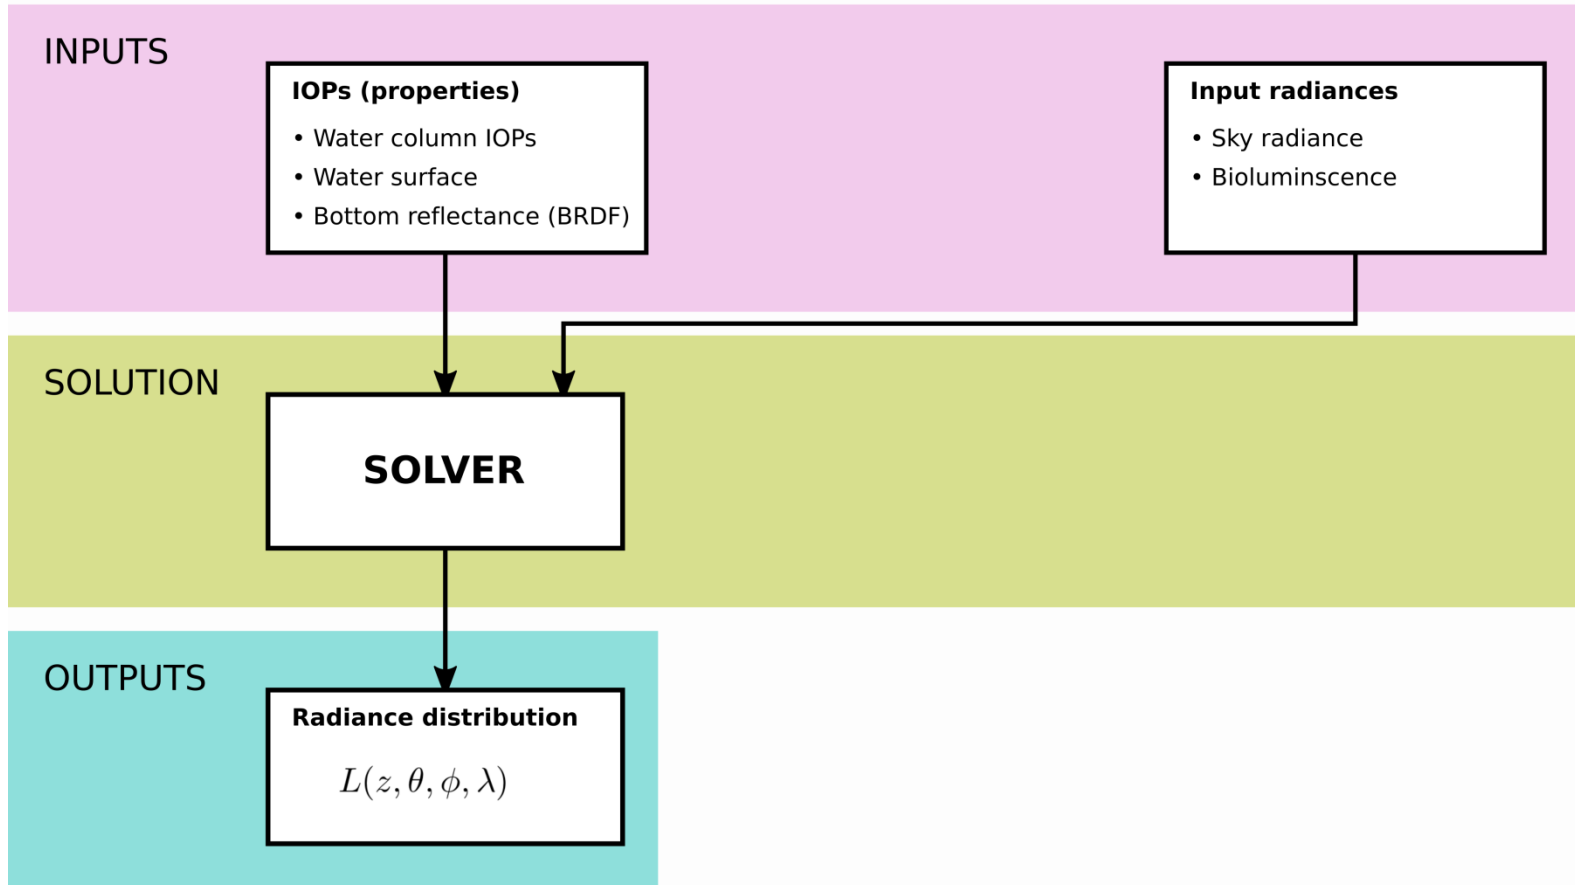 INPUTS
IOPs (properties)
• Water column IOPs
• Water surface
• Bottom reflectance (BRDF)
Input radiances
• Sky radiance
• Bioluminscence
SOLUTION
SOLVER
OUTPUTS
Radiance distribution
L(z, θ, ϕ, λ)